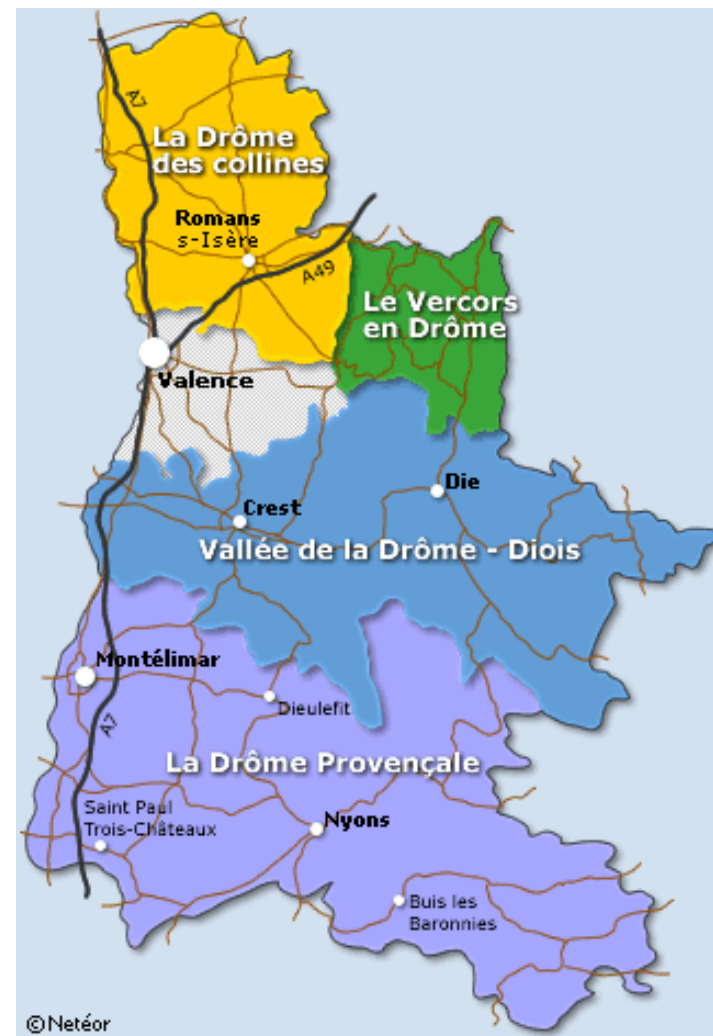 A7
La Drôme
des collines
Romans
s-Isère
A49
Le Vercors
en Drôme
Valence
Die
Crest
Vallée de la Drôme - Diois
Montélimar
Dieulefit
A7
La Drôme Provençale
Saint Paul
Trois-Châteaux
Nyons
Buis les
Baronnies
©Netéor